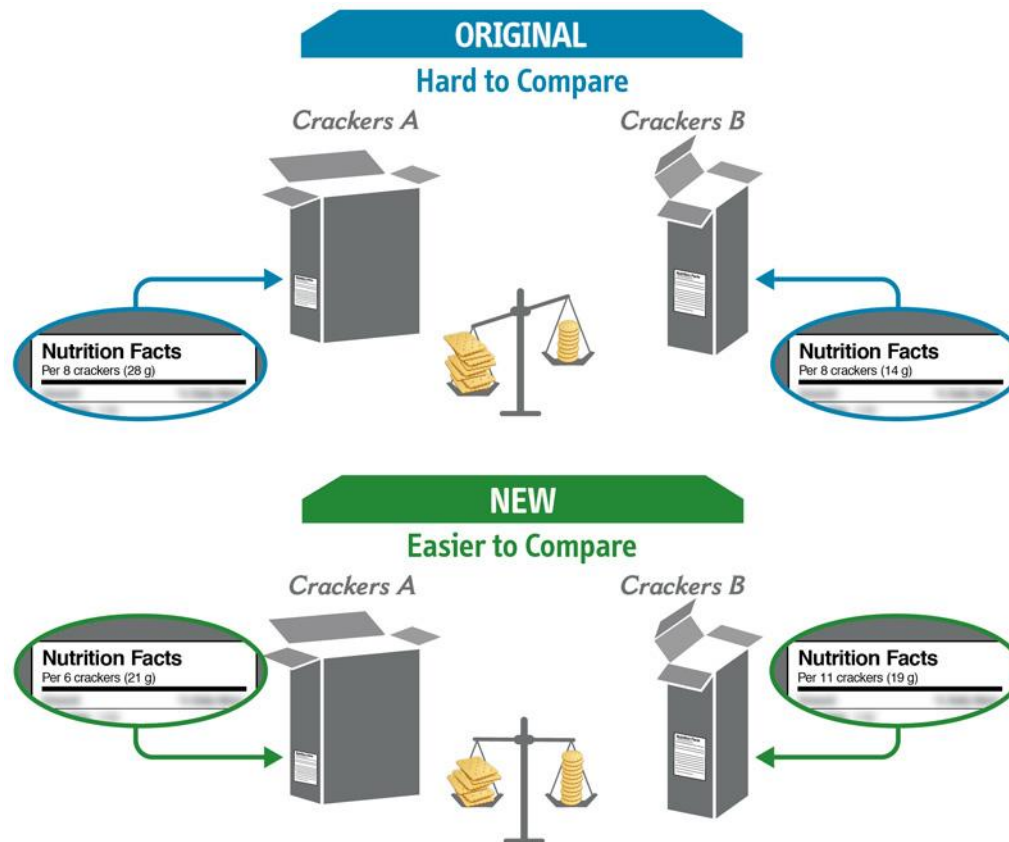 ORIGINAL
Hard to Compare
Crackers A
Crackers B
Nutrition Facts
Per 8 crackers (28 g)
Nutrition Facts
Per 8 crackers (14 g)
NEW
Easier to Compare
Crackers A
Crackers B
Nutrition Facts
Per 6 crackers (21 g)
Nutrition Facts
Per 11 crackers (19 g)